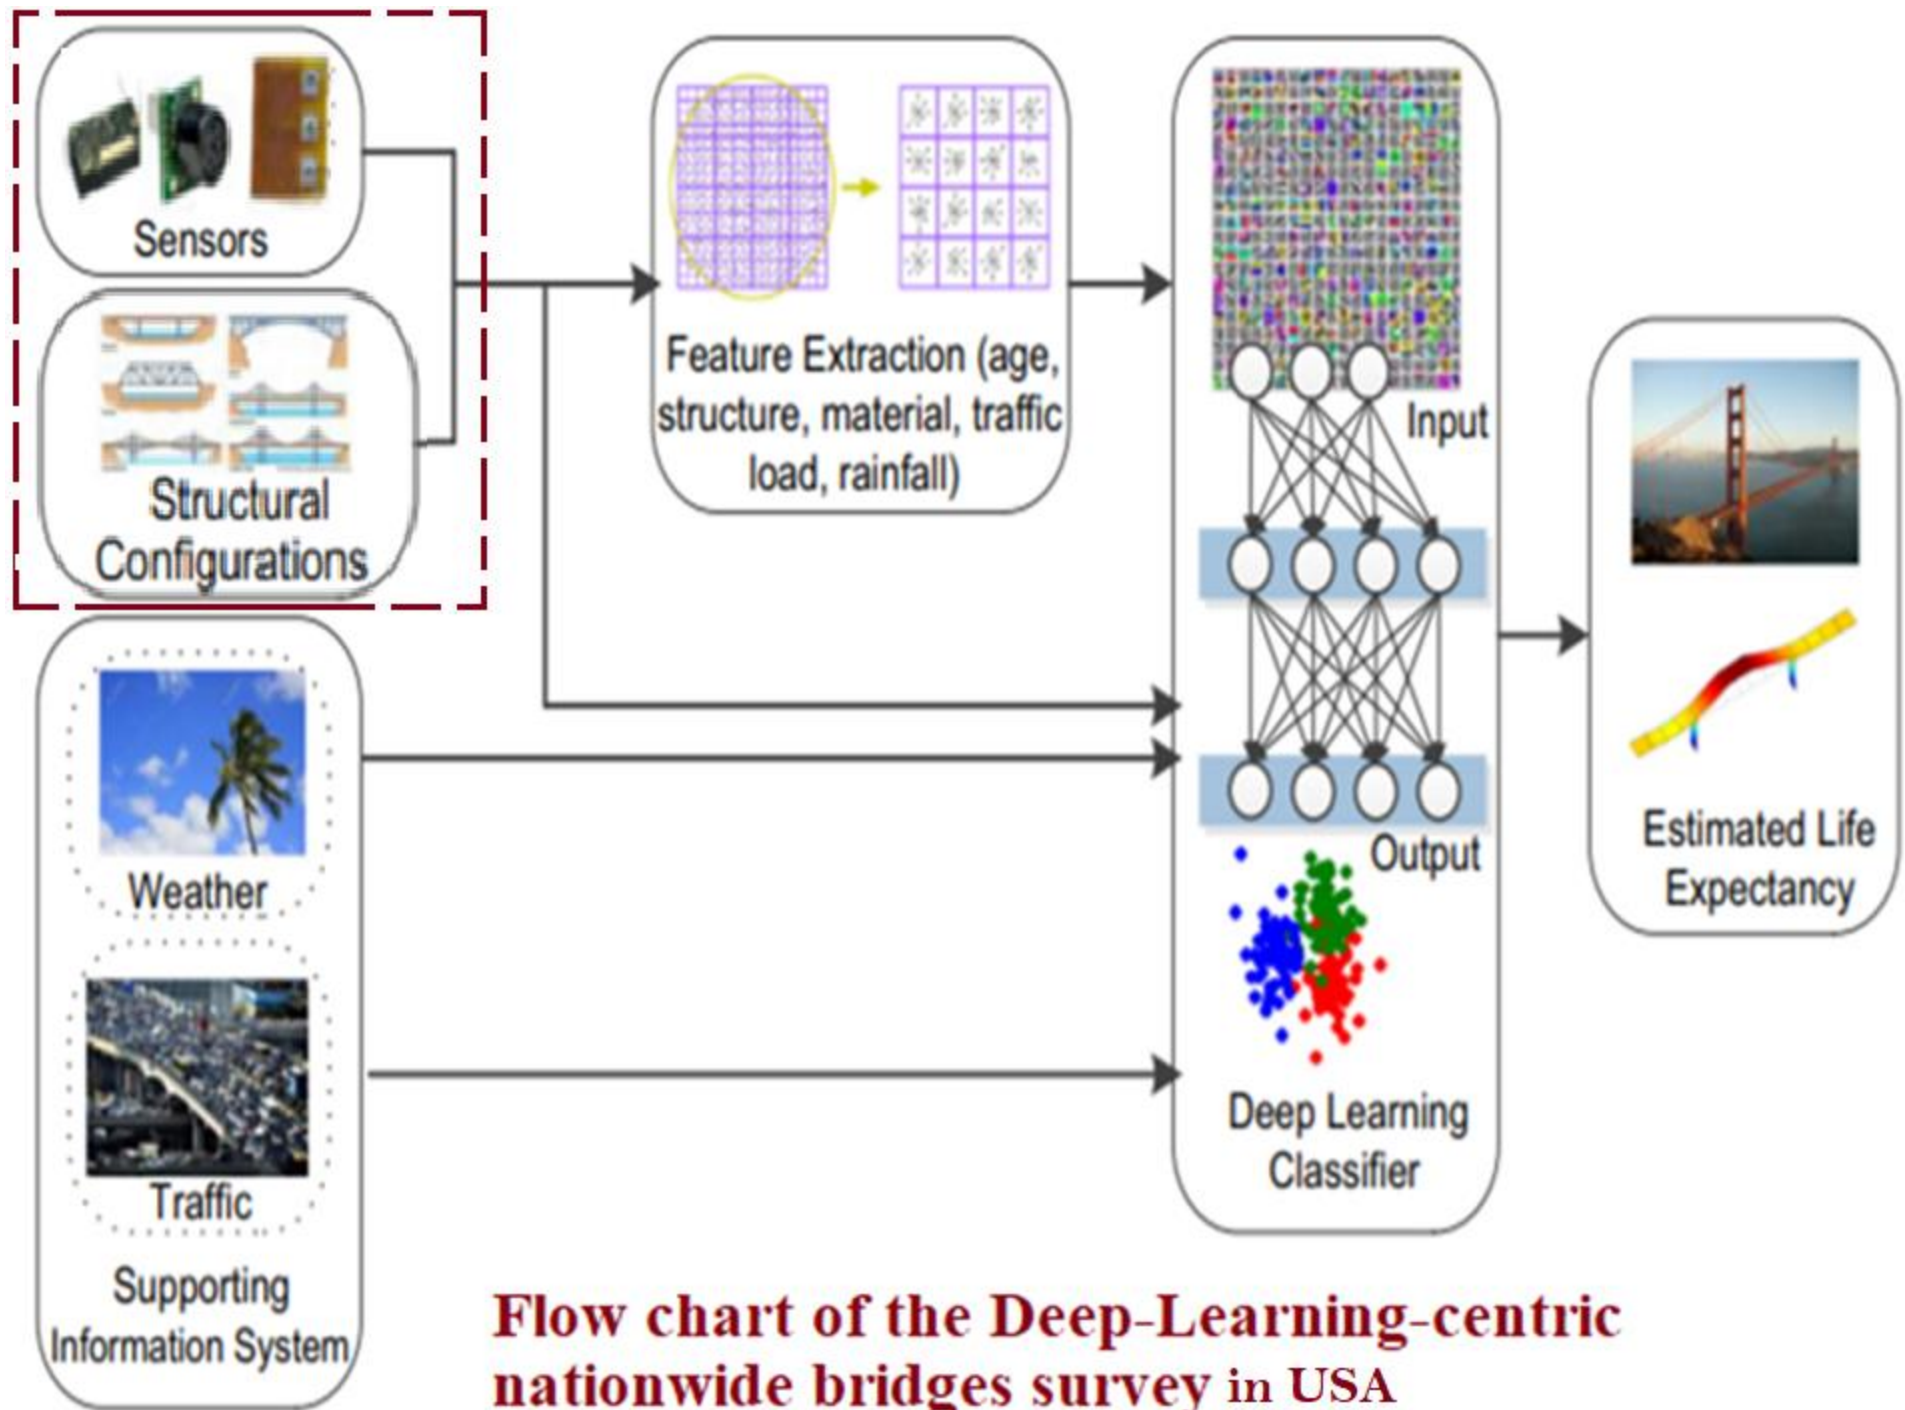 Sensors
Structural
Configurations
Weather
Traffic
Supporting
Information System
Feature Extraction (age,
structure, material, traffic
load, rainfall)
Input
Output
Deep Learning
Classifier
Estimated Life
Expectancy
Flow chart of the Deep-Learning-centric
nationwide bridges survey in USA